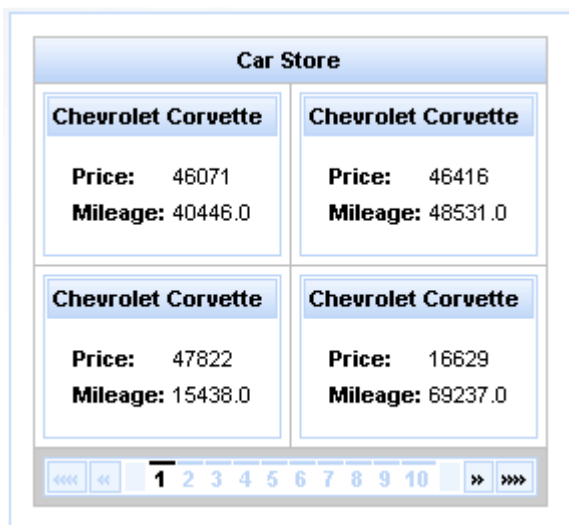 Car Store
Chevrolet Corvette Chevrolet Corvette
Price: 46071 Price: 46416
Mileage: 40446.0 Mileage: 48531.0
Chevrolet Corvette Chevrolet Corvette
Price: 47822 Price: 16629
Mileage: 15438.0 Mileage: 69237.0
«« « 1 2 3 4 5 6 7 8 9 10 » »»